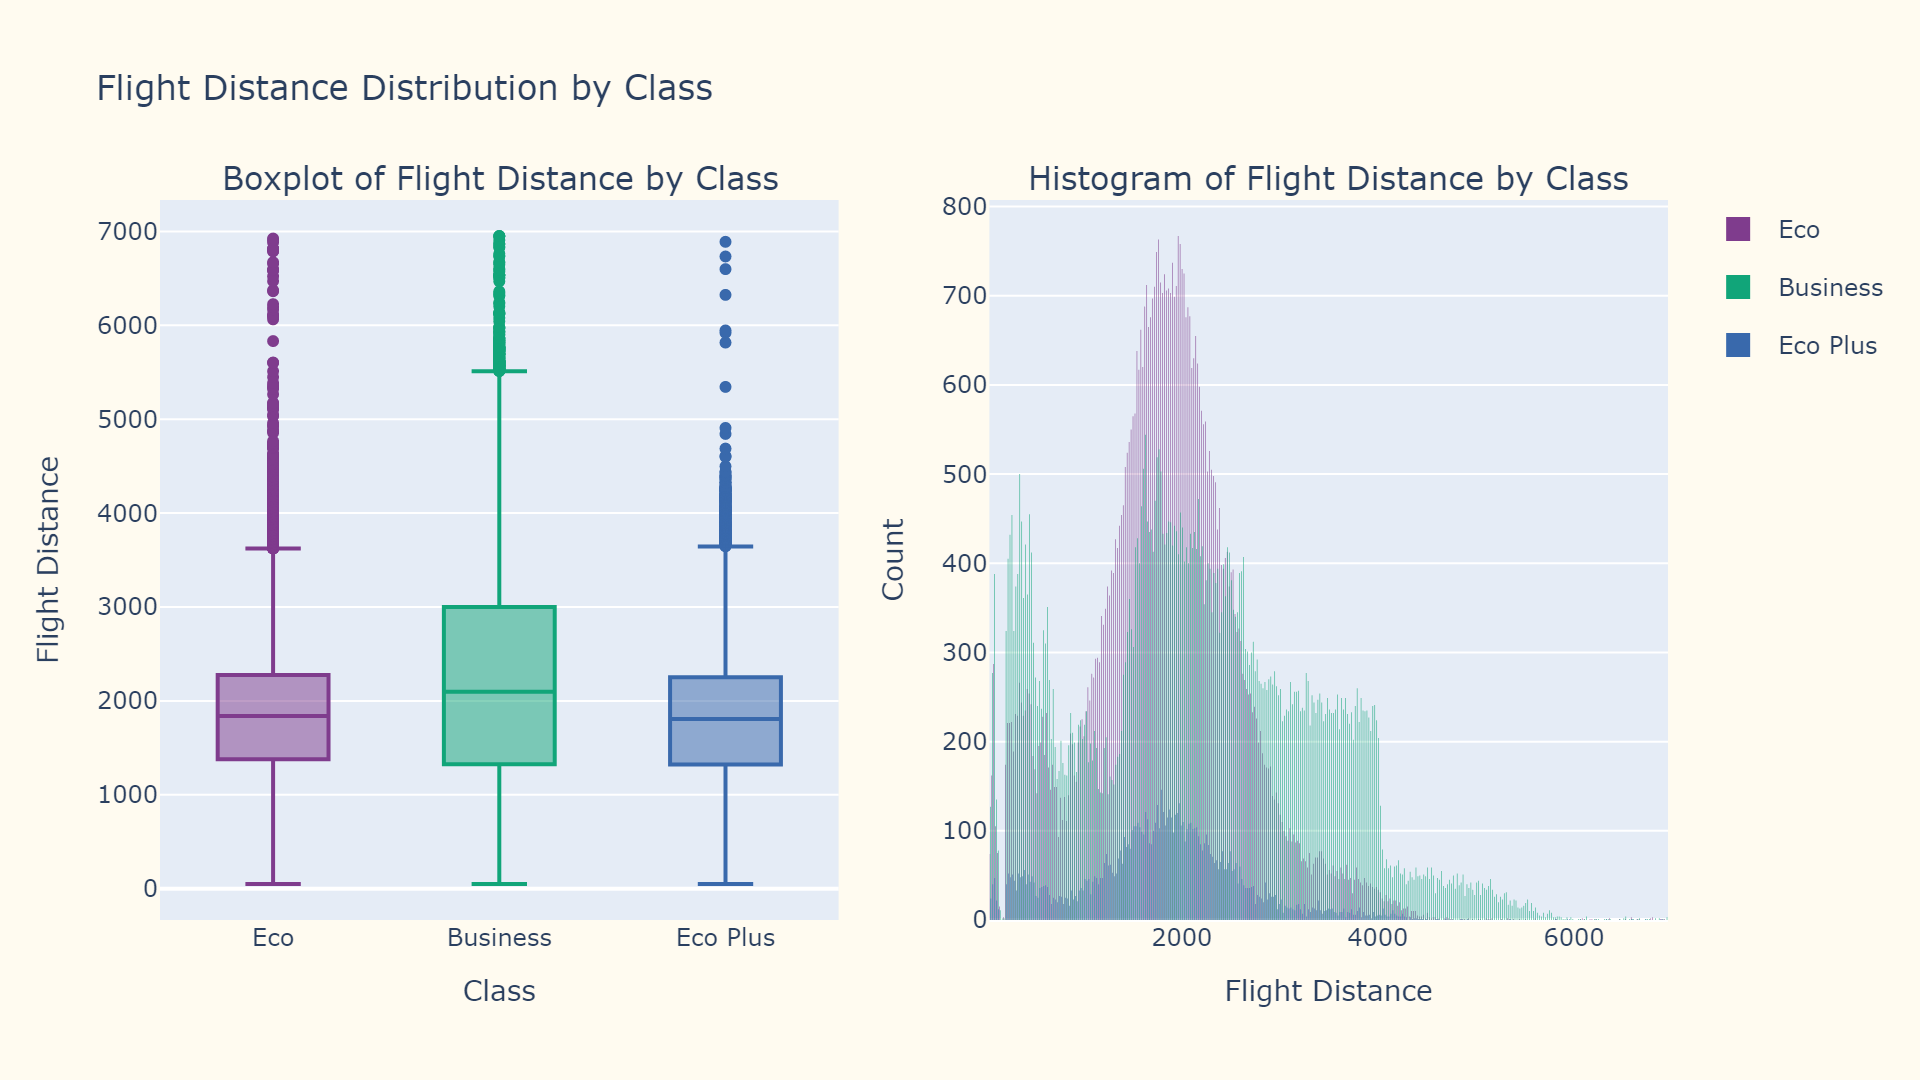 Flight Distance Distribution by Class
Boxplot of Flight Distance by Class
7000
6000
5000
4000
3000
2000
1000
0
Flight Distance
Eco
Business
Eco Plus
Class
Histogram of Flight Distance by Class
800
700
600
500
400
300
200
100
0
Count
2000
4000
6000
Flight Distance
Eco
Business
Eco Plus